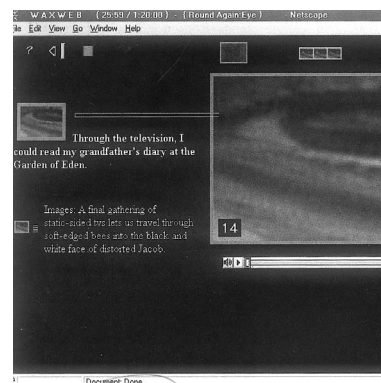 WAXWEB (25:59 / 1:20:00) - (Round Again Eye) Netscape
File Edit View Go Window Help
?
Through the television, I
could read my grandfather's diary at the
Garden of Eden.
Images: A final gathering of
static-sided tvs lets us travel through
soft-edged bees into the black and
white face of distorted Jacob.
14
Document: Done